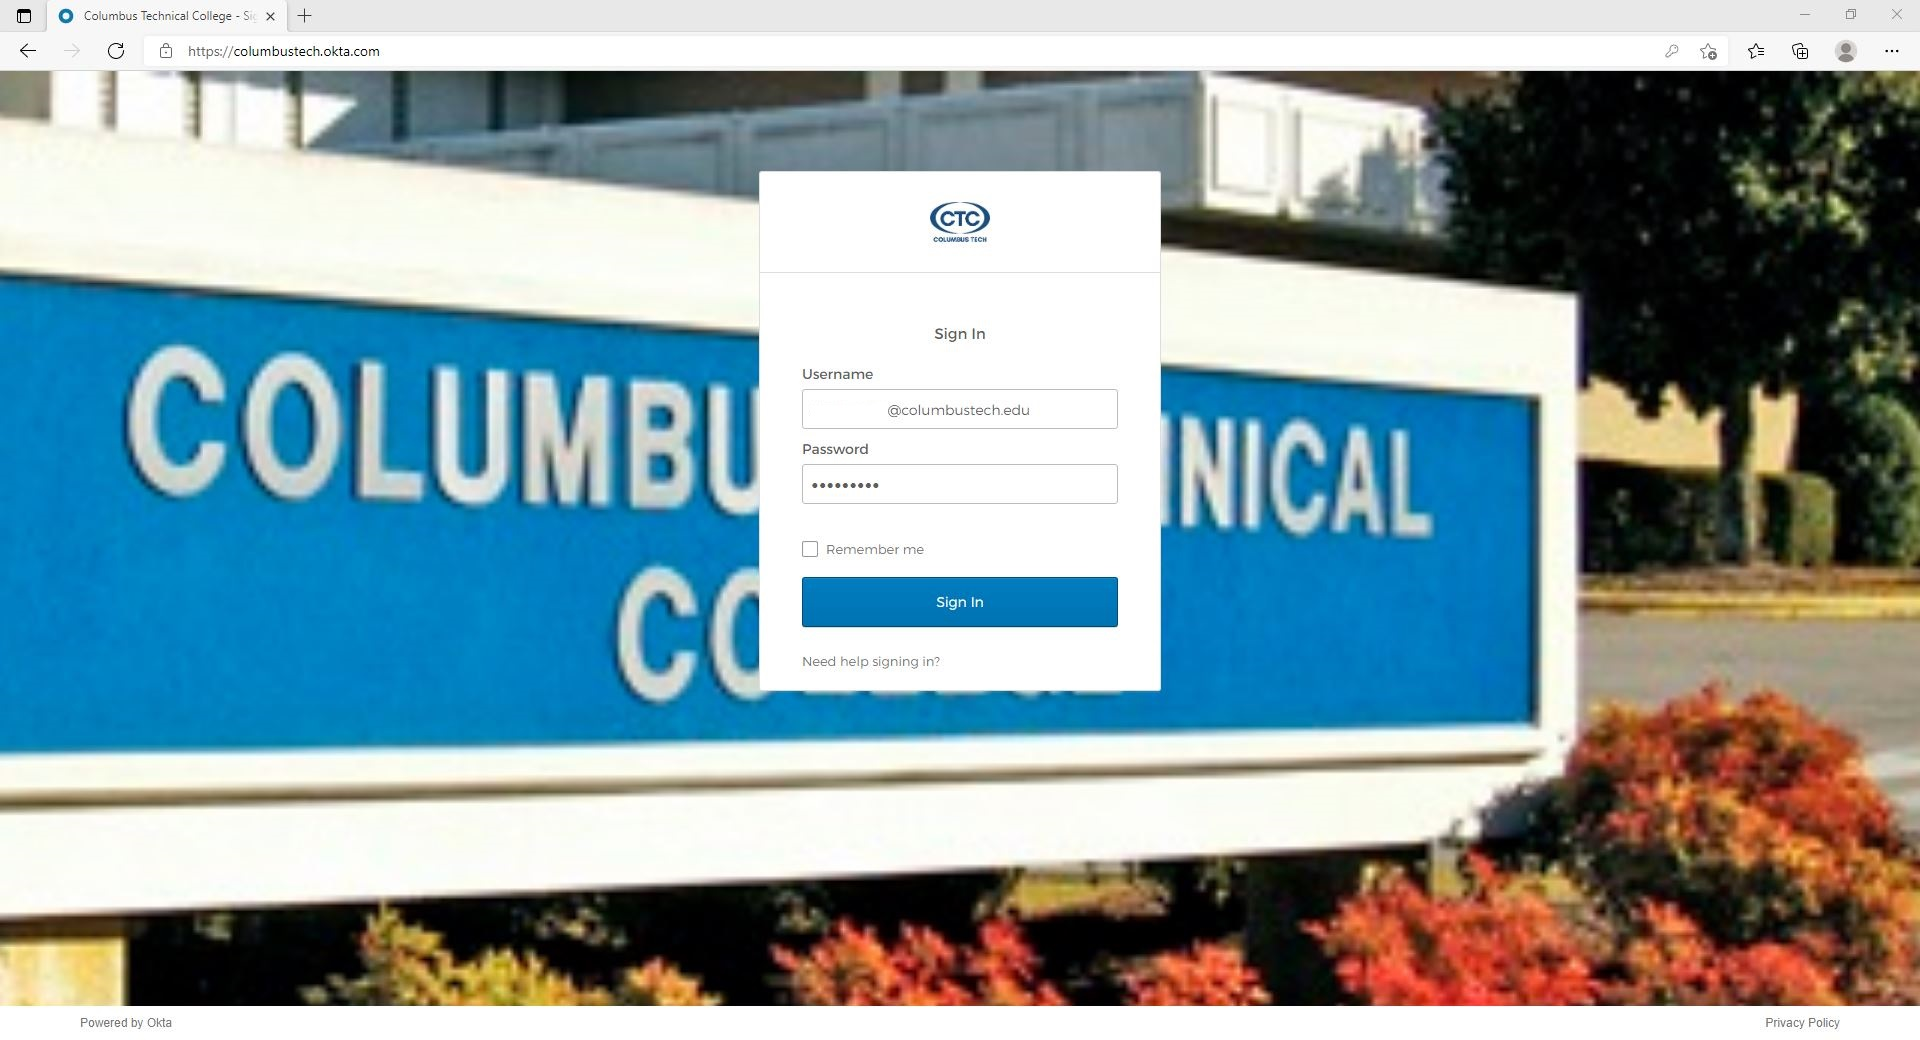 Columbus Technical College - Si
https://columbustech.okta.com
CTC
COLUMBUS TECH
Sign In
Username
@columbustech.edu
Password
•••••••••
Remember me
Sign In
Need help signing in?
COLUMBU NICAL
CO
Powered by Okta
Privacy Policy